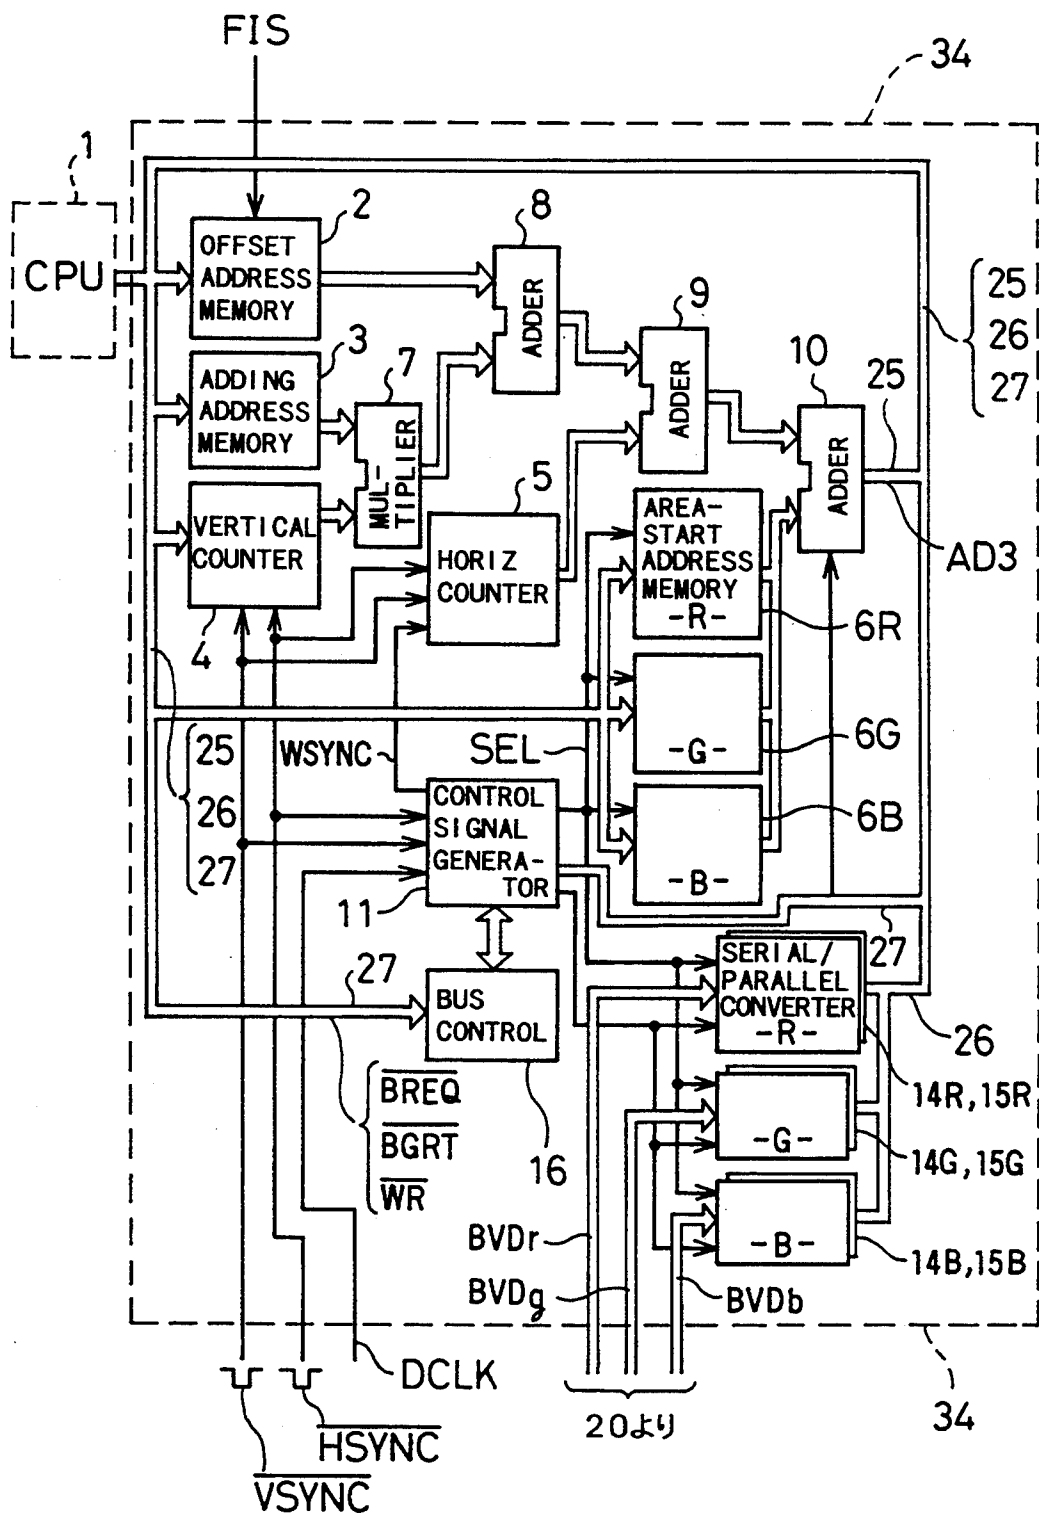 FIS
34
1
CPU
2
OFFSET
ADDRESS
MEMORY
8
ADDER
9
ADDER
25
26
27
3
ADDING
ADDRESS
MEMORY
7
MUL-
TIPLIER
10
ADDER
25
AD3
4
VERTICAL
COUNTER
5
HORIZ
COUNTER
AREA-
START
ADDRESS
MEMORY
-R-
6R
-G-
6G
-B-
6B
25
26
27
WSYNC
SEL
CONTROL
SIGNAL
GENERA-
TOR
11
27
27
BUS
CONTROL
16
SERIAL/
PARALLEL
CONVERTER
-R-
26
14R,15R
-G-
14G,15G
-B-
14B,15B
BREQ
BGRT
WR
BVDr
BVDg
BVDb
DCLK
HSYNC
VSYNC
20より
34